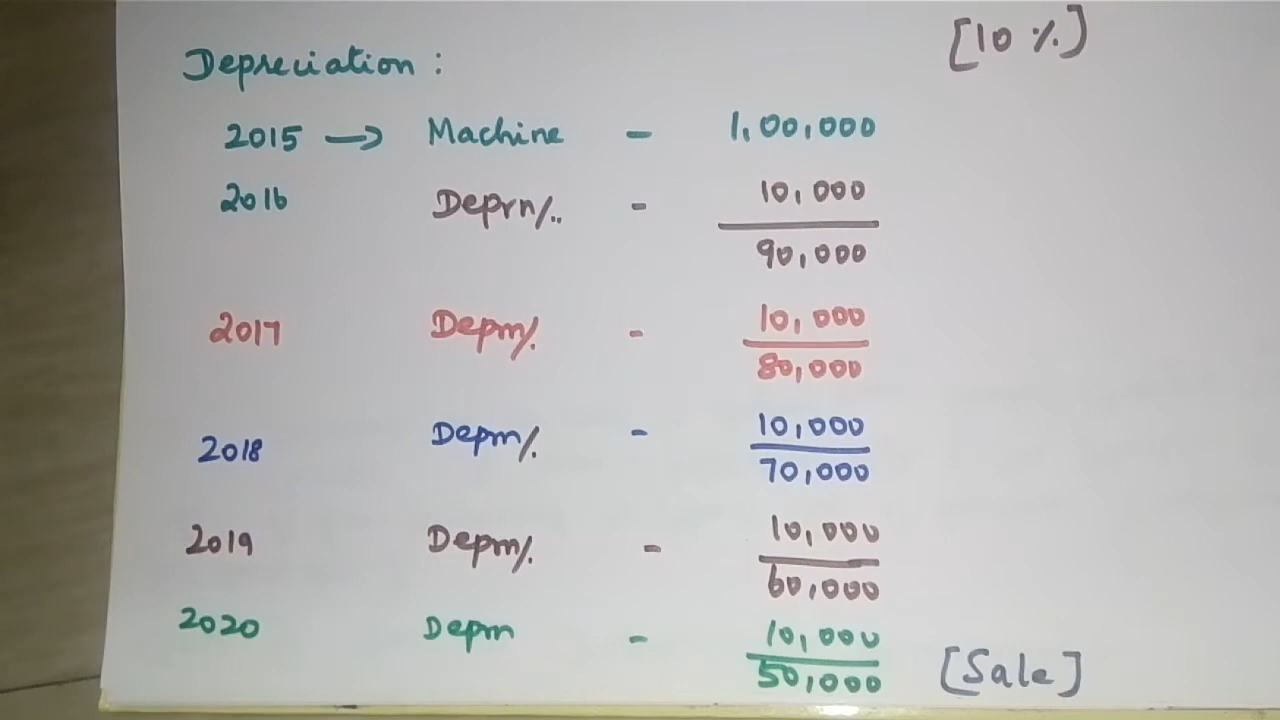 [10 %]
Depreciation :
2015 → Machine - 1,00,000
2016 Deprn/.. - 10,000
90,000
2017 Deprn/. - 10,000
80,000
2018 Deprn/. - 10,000
70,000
2019 Deprn/. - 10,000
60,000
2020 Deprn - 10,000
50,000 [Sale]